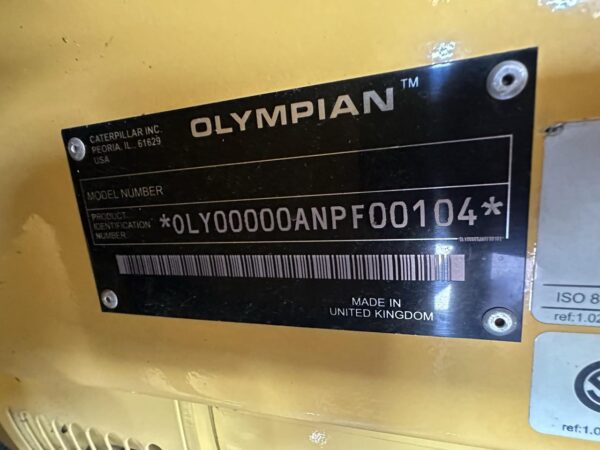 OLYMPIAN™
CATERPILLAR INC.
PEORIA, IL., 61629
USA
MODEL NUMBER
PRODUCT
IDENTIFICATION
NUMBER
*OLY00000ANPF00104*
MADE IN
UNITED KINGDOM
ISO 8
ref:1.02
ref:1.0